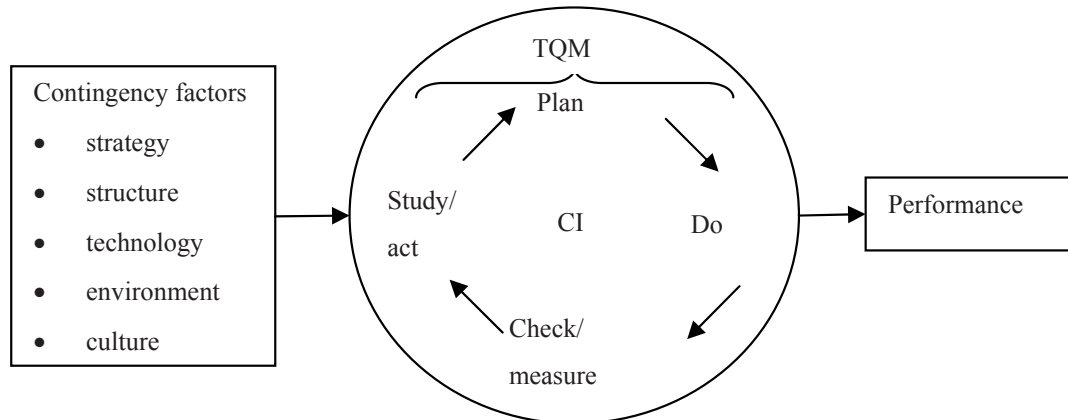 Contingency factors
• strategy
• structure
• technology
• environment
• culture
TQM
Plan
Study/
act
CI
Do
Check/
measure
Performance